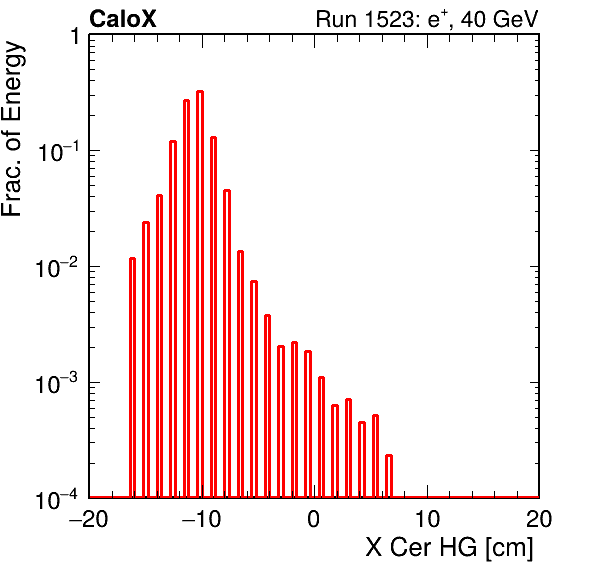 CaloX Run 1523: e⁺, 40 GeV
Frac. of Energy
1
10⁻¹
10⁻²
10⁻³
10⁻⁴
−20 −10 0 10 20
X Cer HG [cm]